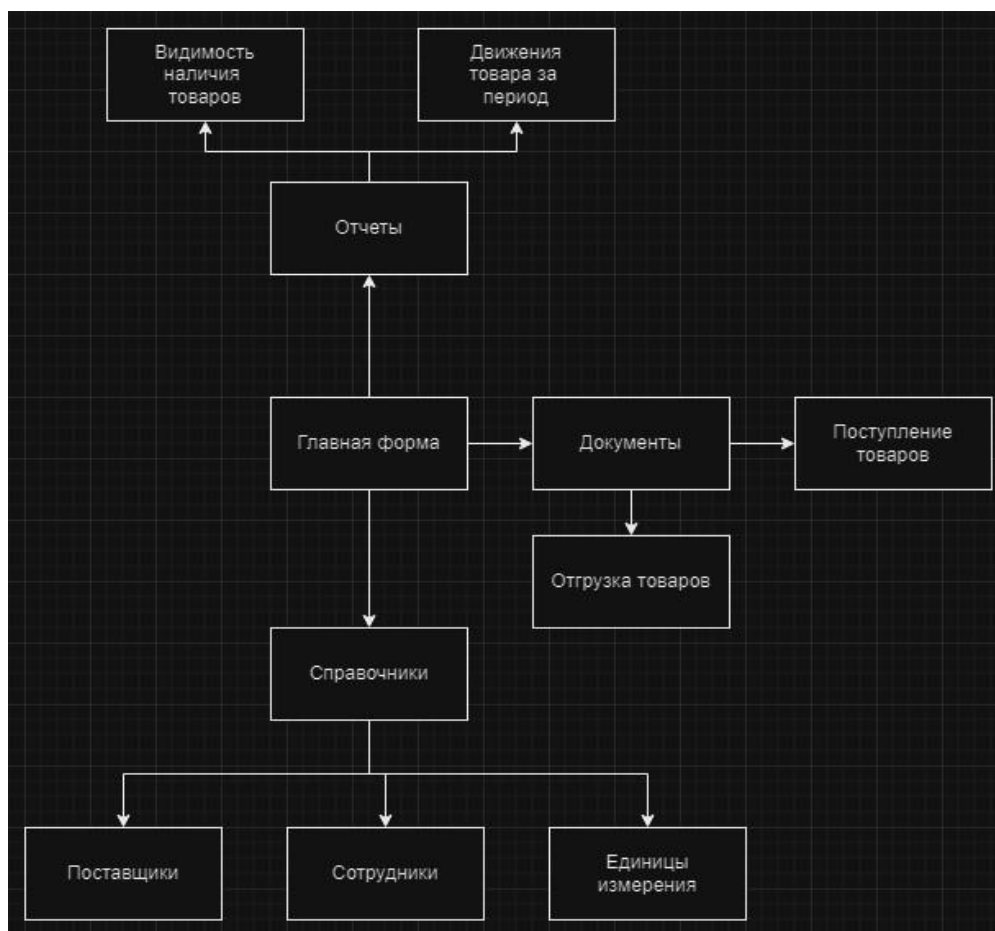 Видимость
наличия
товаров
Движения
товара за
период
Отчеты
Главная форма
Документы
Поступление
товаров
Отгрузка товаров
Справочники
Поставщики
Сотрудники
Единицы
измерения